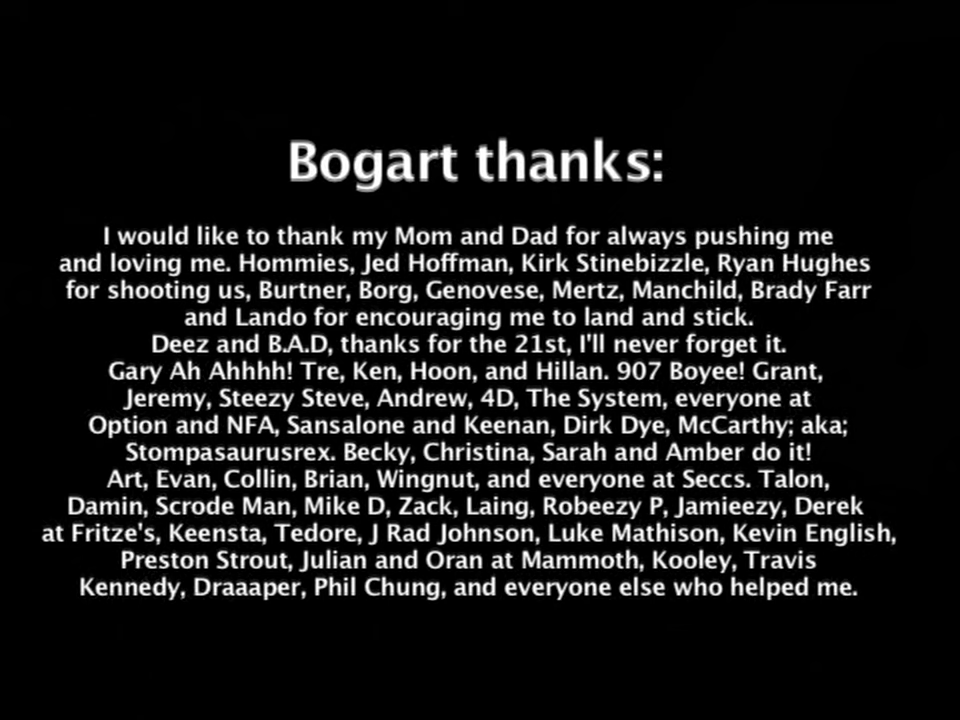 Bogart thanks:
I would like to thank my Mom and Dad for always pushing me
and loving me. Hommies, Jed Hoffman, Kirk Stinebizzle, Ryan Hughes
for shooting us, Burtner, Borg, Genovese, Mertz, Manchild, Brady Farr
and Lando for encouraging me to land and stick.
Deez and B.A.D, thanks for the 21st, I'll never forget it.
Gary Ah Ahhhh! Tre, Ken, Hoon, and Hillan. 907 Boyee! Grant,
Jeremy, Steezy Steve, Andrew, 4D, The System, everyone at
Option and NFA, Sansalone and Keenan, Dirk Dye, McCarthy; aka;
Stompasaurusrex. Becky, Christina, Sarah and Amber do it!
Art, Evan, Collin, Brian, Wingnut, and everyone at Seccs. Talon,
Damin, Scrode Man, Mike D, Zack, Laing, Robeezy P, Jamieezy, Derek
at Fritze's, Keensta, Tedore, J Rad Johnson, Luke Mathison, Kevin English,
Preston Strout, Julian and Oran at Mammoth, Kooley, Travis
Kennedy, Draaaper, Phil Chung, and everyone else who helped me.